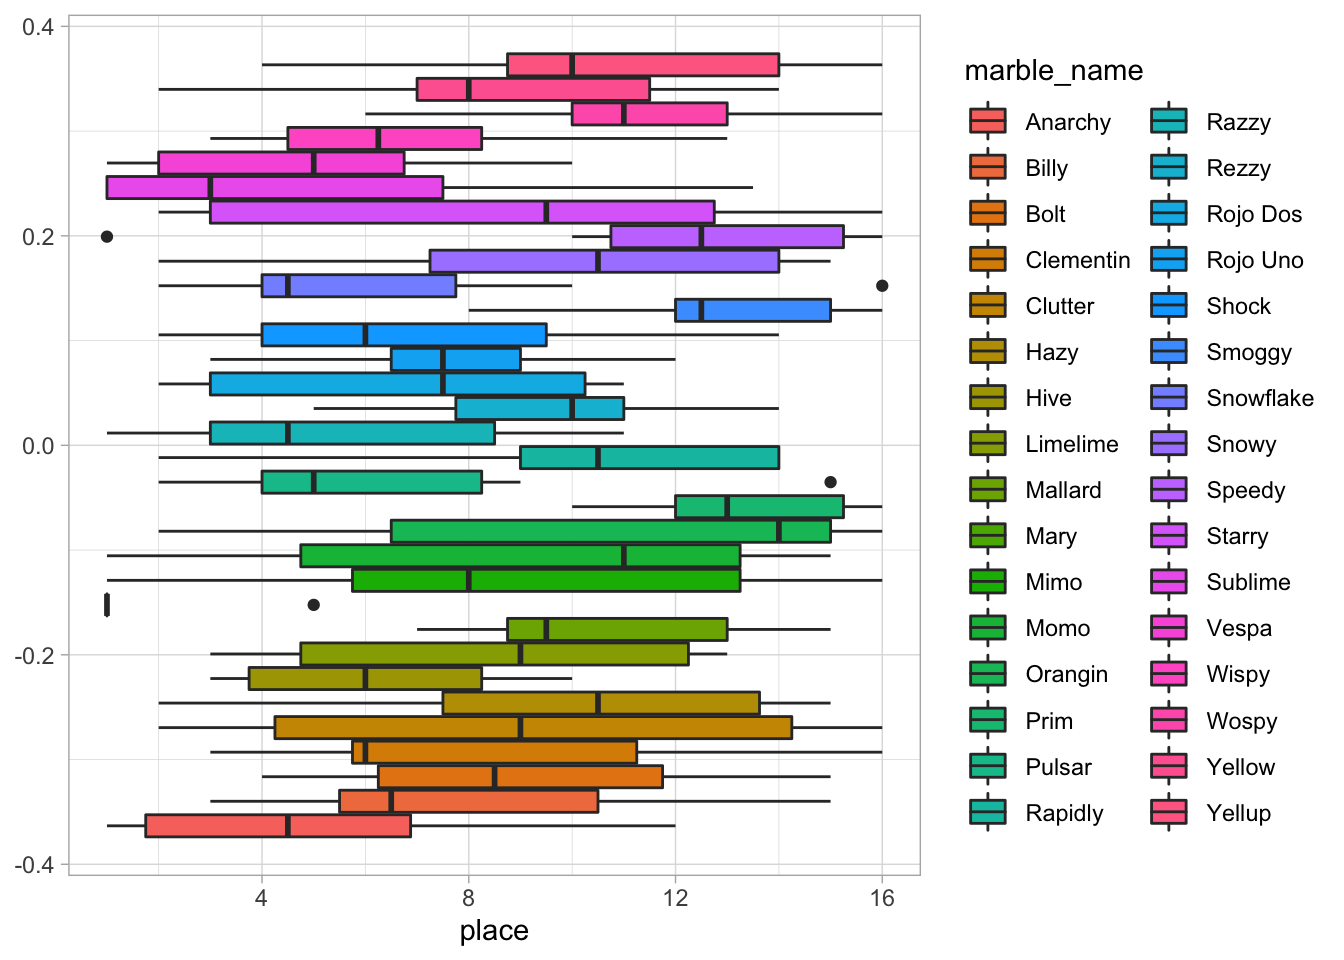 0.4
0.2
0.0
-0.2
-0.4
4 8 12 16
place
marble_name
Anarchy
Billy
Bolt
Clementin
Clutter
Hazy
Hive
Limelime
Mallard
Mary
Mimo
Momo
Orangin
Prim
Pulsar
Rapidly
Razzy
Rezzy
Rojo Dos
Rojo Uno
Shock
Smoggy
Snowflake
Snowy
Speedy
Starry
Sublime
Vespa
Wispy
Wospy
Yellow
Yellup